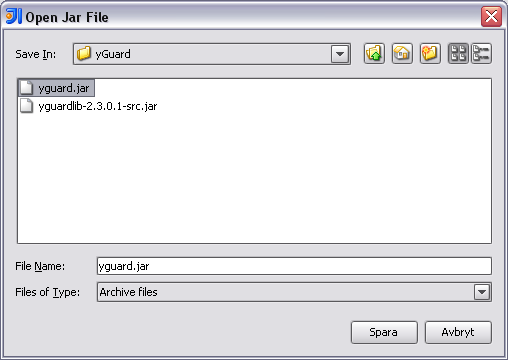 Open Jar File
Save In: yGuard
yguard.jar
yguardlib-2.3.0.1-src.jar
File Name: yguard.jar
Files of Type: Archive files
Spara Avbryt